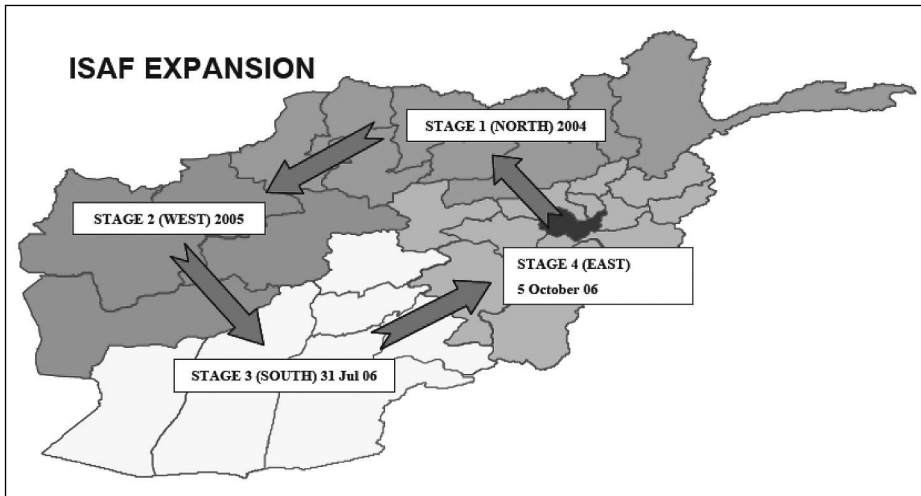 ISAF EXPANSION
STAGE 1 (NORTH) 2004
STAGE 2 (WEST) 2005
STAGE 4 (EAST)
5 October 06
STAGE 3 (SOUTH) 31 Jul 06